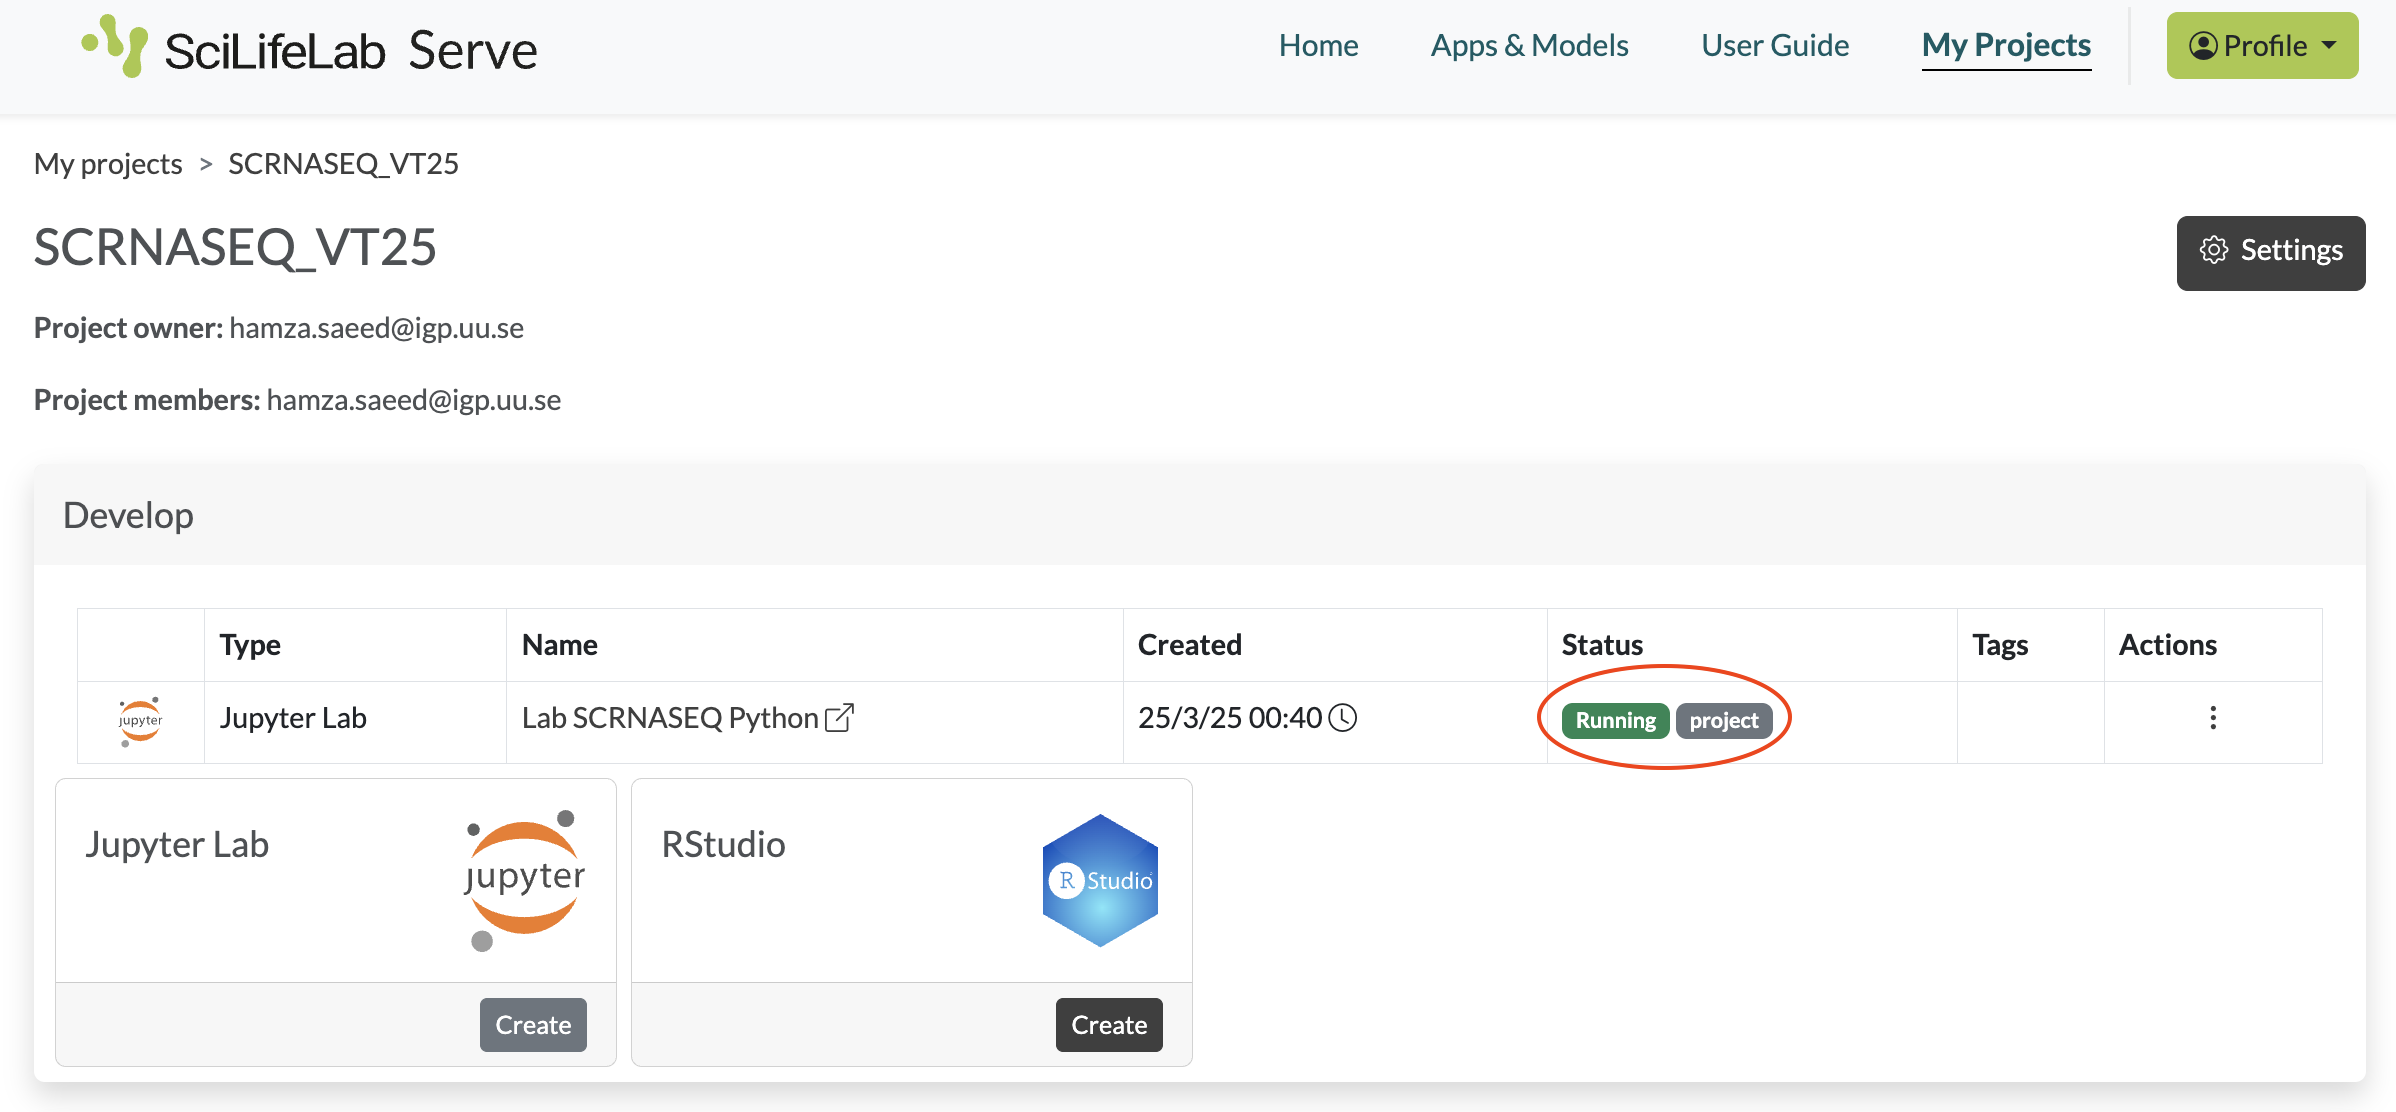 SciLifeLab Serve
Home Apps & Models User Guide My Projects Profile
My projects > SCRNASEQ_VT25
SCRNASEQ_VT25
Settings
Project owner: hamza.saeed@igp.uu.se
Project members: hamza.saeed@igp.uu.se
Develop
Type Name Created Status Tags Actions
jupyter Jupyter Lab Lab SCRNASEQ Python 25/3/25 00:40 Running project
Jupyter Lab
jupyter
RStudio
R Studio
Create
Create